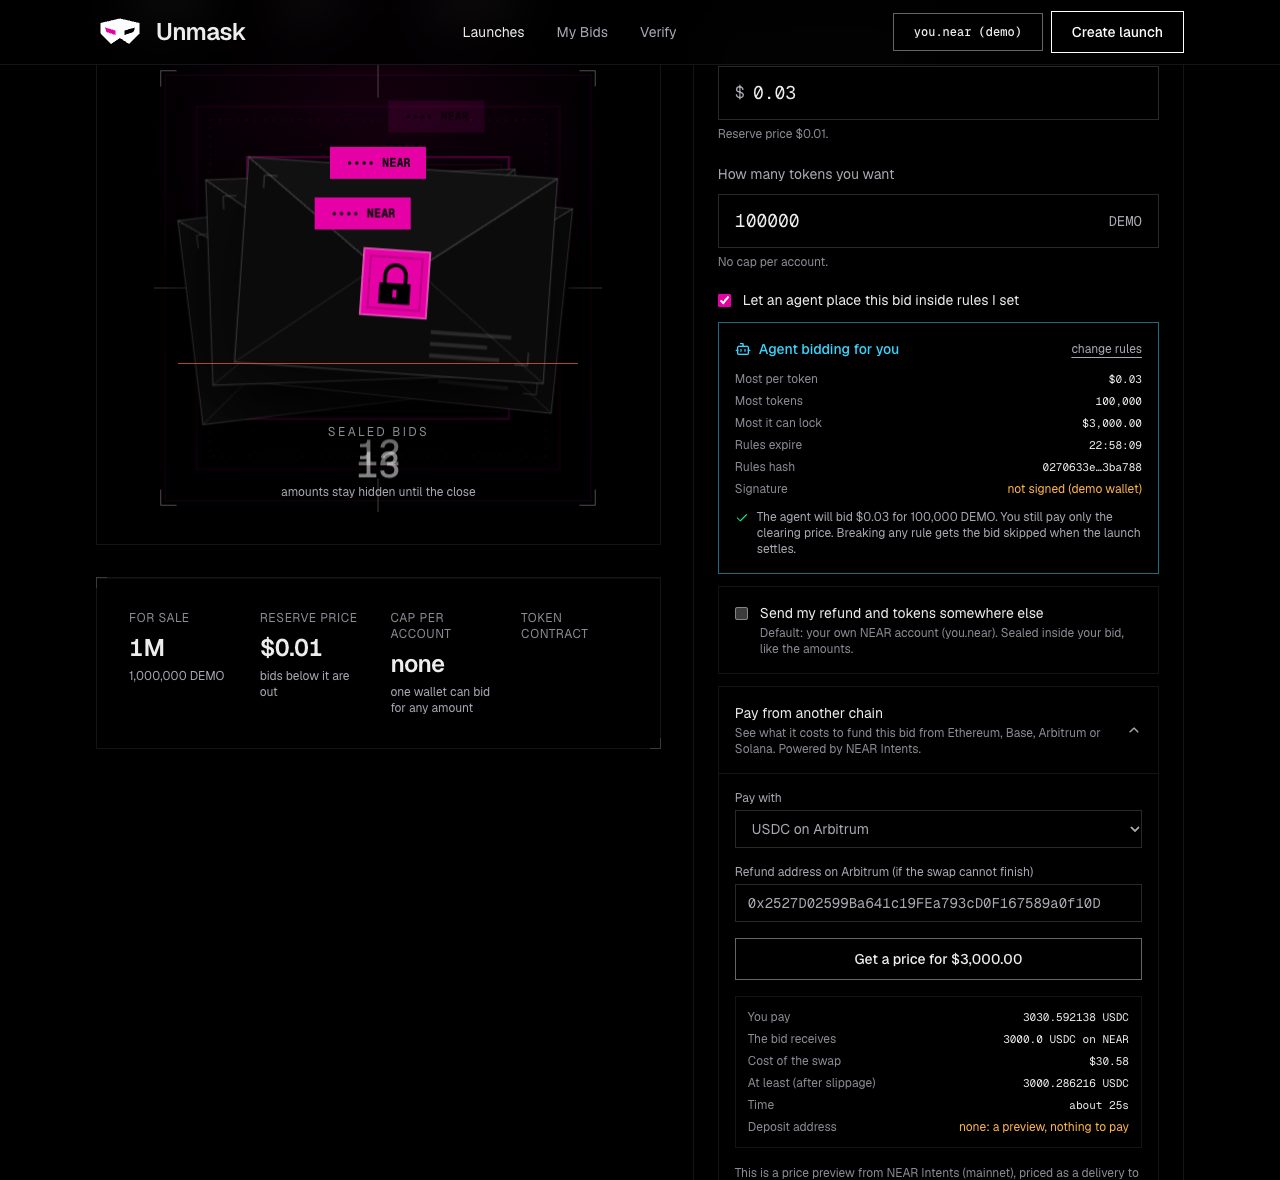 Unmask
Launches
My Bids
Verify
you.near (demo)
Create launch
•••• NEAR
•••• NEAR
SEALED BIDS
13
amounts stay hidden until the close
FOR SALE
1M
1,000,000 DEMO
RESERVE PRICE
$0.01
bids below it are
out
CAP PER
ACCOUNT
none
one wallet can bid
for any amount
TOKEN
CONTRACT
$ 0.03
Reserve price $0.01.
How many tokens you want
100000 DEMO
No cap per account.
Let an agent place this bid inside rules I set
Agent bidding for you
change rules
Most per token $0.03
Most tokens 100,000
Most it can lock $3,000.00
Rules expire 22:58:09
Rules hash 0270633e…3ba788
Signature not signed (demo wallet)
The agent will bid $0.03 for 100,000 DEMO. You still pay only the
clearing price. Breaking any rule gets the bid skipped when the launch
settles.
Send my refund and tokens somewhere else
Default: your own NEAR account (you.near). Sealed inside your bid,
like the amounts.
Pay from another chain
See what it costs to fund this bid from Ethereum, Base, Arbitrum or
Solana. Powered by NEAR Intents.
Pay with
USDC on Arbitrum
Refund address on Arbitrum (if the swap cannot finish)
0x2527D02599Ba641c19FEa793cD0F167589a0f10D
Get a price for $3,000.00
You pay 3030.592138 USDC
The bid receives 3000.0 USDC on NEAR
Cost of the swap $30.58
At least (after slippage) 3000.286216 USDC
Time about 25s
Deposit address none: a preview, nothing to pay
This is a price preview from NEAR Intents (mainnet), priced as a delivery to